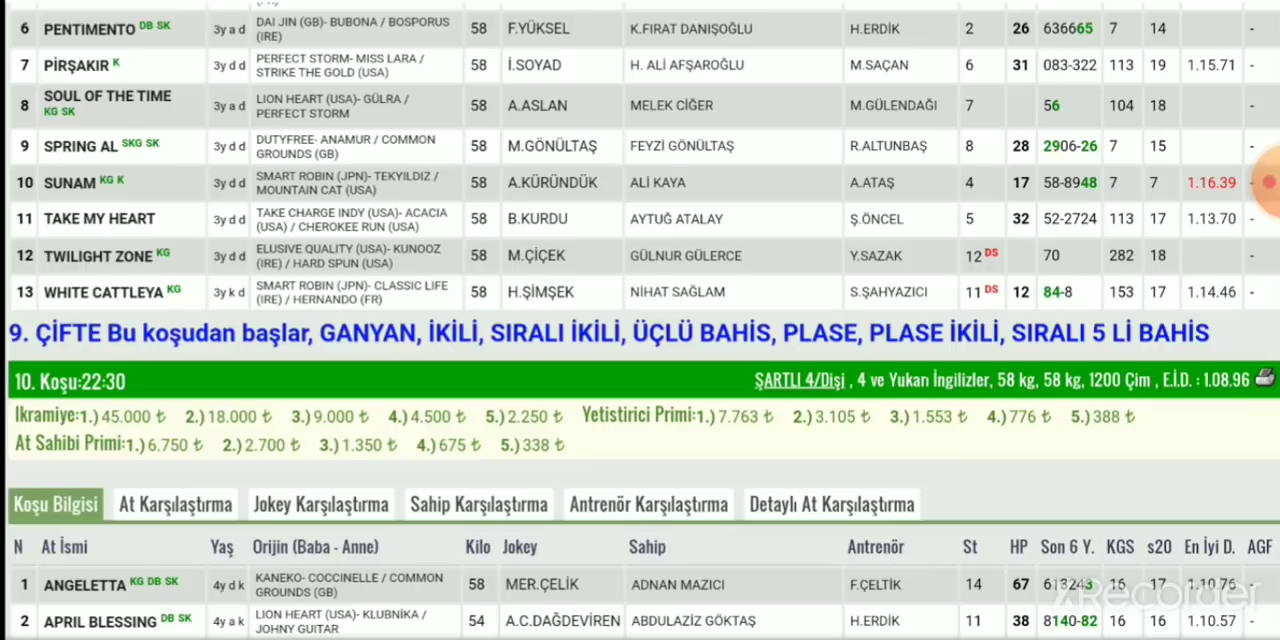 6 PENTIMENTO DB SK 3y a d DAI JIN (GB)- BUBONA / BOSPORUS (IRE) 58 F.YÜKSEL K.FIRAT DANIŞOĞLU H.ERDİK 2 26 636665 7 14 -
7 PİRŞAKIR K 3y d d PERFECT STORM- MISS LARA / STRIKE THE GOLD (USA) 58 İ.SOYAD H. ALİ AFŞAROĞLU M.SAÇAN 6 31 083-322 113 19 1.15.71 -
8 SOUL OF THE TIME KG SK 3y a d LION HEART (USA)- GÜLRA / PERFECT STORM 58 A.ASLAN MELEK CİĞER M.GÜLENDAĞI 7 56 104 18 -
9 SPRING AL SKG SK 3y d d DUTYFREE- ANAMUR / COMMON GROUNDS (GB) 58 M.GÖNÜLTAŞ FEYZİ GÖNÜLTAŞ R.ALTUNBAŞ 8 28 2906-26 7 15 -
10 SUNAM KG K 3y d d SMART ROBIN (JPN)- TEKYILDIZ / MOUNTAIN CAT (USA) 58 A.KÜRÜNDÜK ALİ KAYA A.ATAŞ 4 17 58-8948 7 7 1.16.39 -
11 TAKE MY HEART 3y d d TAKE CHARGE INDY (USA)- ACACIA (USA) / CHEROKEE RUN (USA) 58 B.KURDU AYTUĞ ATALAY Ş.ÖNCEL 5 32 52-2724 113 17 1.13.70 -
12 TWILIGHT ZONE KG 3y d d ELUSIVE QUALITY (USA)- KUNOOZ (IRE) / HARD SPUN (USA) 58 M.ÇİÇEK GÜLNUR GÜLERCE Y.SAZAK 12 DS 70 282 18 -
13 WHITE CATTLEYA KG 3y k d SMART ROBIN (JPN)- CLASSIC LIFE (IRE) / HERNANDO (FR) 58 H.ŞİMŞEK NİHAT SAĞLAM S.ŞAHYAZICI 11 DS 12 84-8 153 17 1.14.46 -
9. ÇİFTE Bu koşudan başlar, GANYAN, İKİLİ, SIRALI İKİLİ, ÜÇLÜ BAHİS, PLASE, PLASE İKİLİ, SIRALI 5 Lİ BAHİS
10. Koşu:22:30 ŞARTLI 4/Dişi , 4 ve Yukarı İngilizler, 58 kg, 58 kg, 1200 Çim , E.İ.D. : 1.08.96
Ikramiye:1.) 45.000 ₺ 2.) 18.000 ₺ 3.) 9.000 ₺ 4.) 4.500 ₺ 5.) 2.250 ₺ Yetistirici Primi:1.) 7.763 ₺ 2.) 3.105 ₺ 3.) 1.553 ₺ 4.) 776 ₺ 5.) 388 ₺
At Sahibi Primi:1.) 6.750 ₺ 2.) 2.700 ₺ 3.) 1.350 ₺ 4.) 675 ₺ 5.) 338 ₺
Koşu Bilgisi At Karşılaştırma Jokey Karşılaştırma Sahip Karşılaştırma Antrenör Karşılaştırma Detaylı At Karşılaştırma
N At İsmi Yaş Orijin (Baba - Anne) Kilo Jokey Sahip Antrenör St HP Son 6 Y. KGS s20 En İyi D. AGF
1 ANGELETTA KG DB SK 4y d k KANEKO- COCCINELLE / COMMON GROUNDS (GB) 58 MER.ÇELİK ADNAN MAZICI F.ÇELTİK 14 67 613243 16 17 1.10.76 -
2 APRIL BLESSING DB SK 4y a k LION HEART (USA)- KLUBNİKA / JOHNY GUITAR 54 A.C.DAĞDEVİREN ABDULAZİZ GÖKTAŞ H.ERDİK 11 38 8140-82 16 16 1.10.57 -
XRecorder